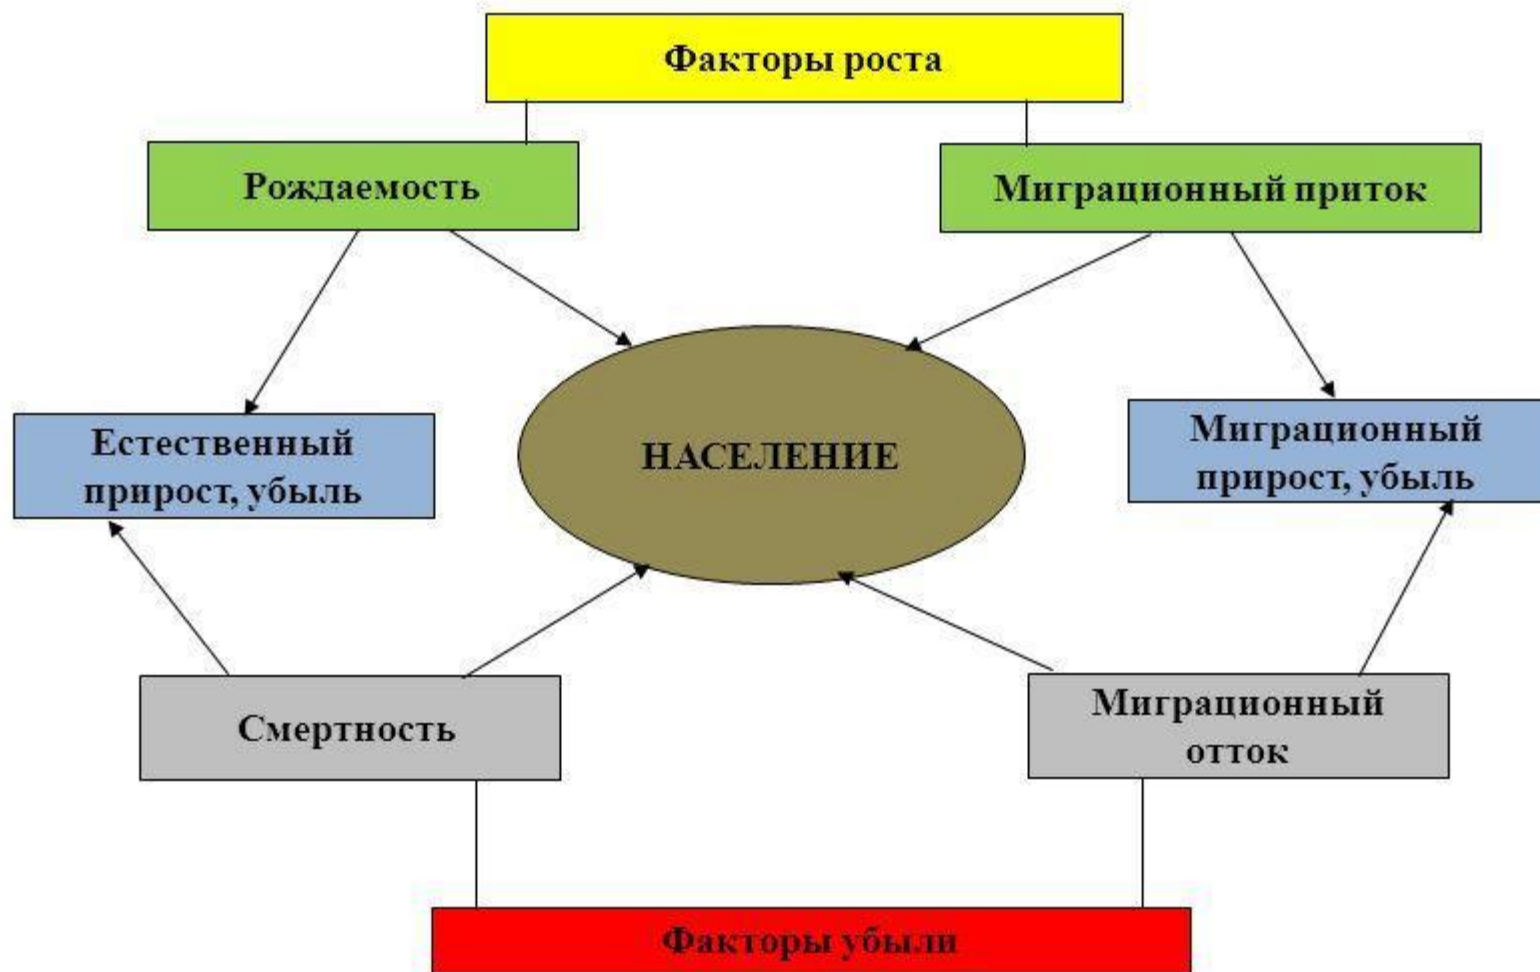 Факторы роста
Рождаемость
Миграционный приток
Естественный
прирост, убыль
НАСЕЛЕНИЕ
Миграционный
прирост, убыль
Смертность
Миграционный
отток
Факторы убыли